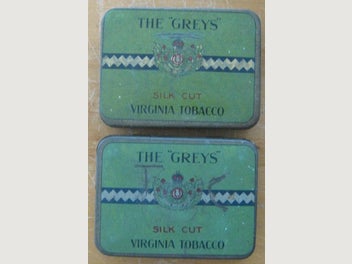 THE "GREYS"
SILK CUT
VIRGINIA TOBACCO
THE "GREYS"
SILK CUT
VIRGINIA TOBACCO